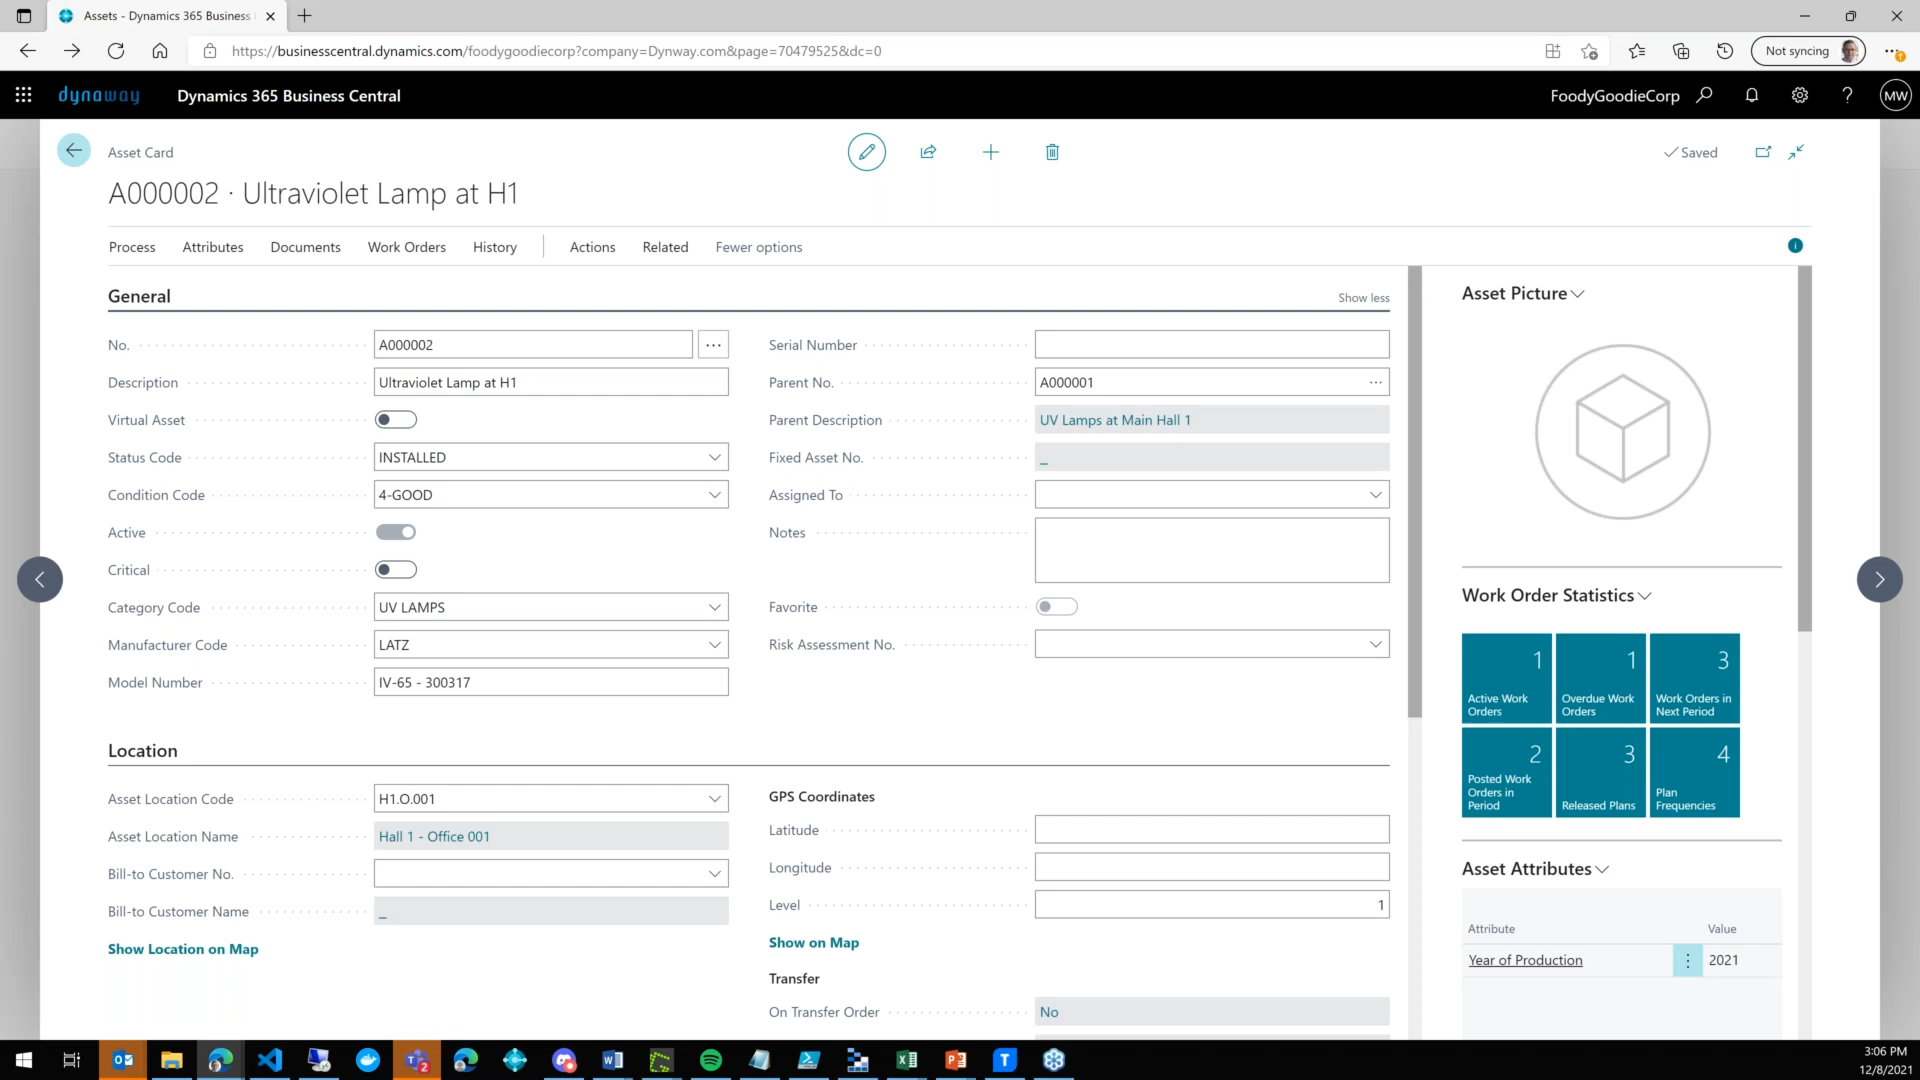 Assets - Dynamics 365 Business
https://businesscentral.dynamics.com/foodygoodiecorp?company=Dynway.com&page=70479525&dc=0
Not syncing
dynaway
Dynamics 365 Business Central
FoodyGoodieCorp
MW
Asset Card
Saved
A000002 · Ultraviolet Lamp at H1
Process Attributes Documents Work Orders History Actions Related Fewer options
General
Show less
No.
A000002
Description
Ultraviolet Lamp at H1
Virtual Asset
Status Code
INSTALLED
Condition Code
4-GOOD
Active
Critical
Category Code
UV LAMPS
Manufacturer Code
LATZ
Model Number
IV-65 - 300317
Serial Number
Parent No.
A000001
Parent Description
UV Lamps at Main Hall 1
Fixed Asset No.
_
Assigned To
Notes
Favorite
Risk Assessment No.
Location
Asset Location Code
H1.O.001
Asset Location Name
Hall 1 - Office 001
Bill-to Customer No.
Bill-to Customer Name
_
Show Location on Map
GPS Coordinates
Latitude
Longitude
Level
1
Show on Map
Transfer
On Transfer Order
No
Asset Picture
Work Order Statistics
1
Active Work
Orders
1
Overdue Work
Orders
3
Work Orders in
Next Period
2
Posted Work
Orders in
Period
3
Released Plans
4
Plan
Frequencies
Asset Attributes
Attribute Value
Year of Production 2021
2
3:06 PM
12/8/2021